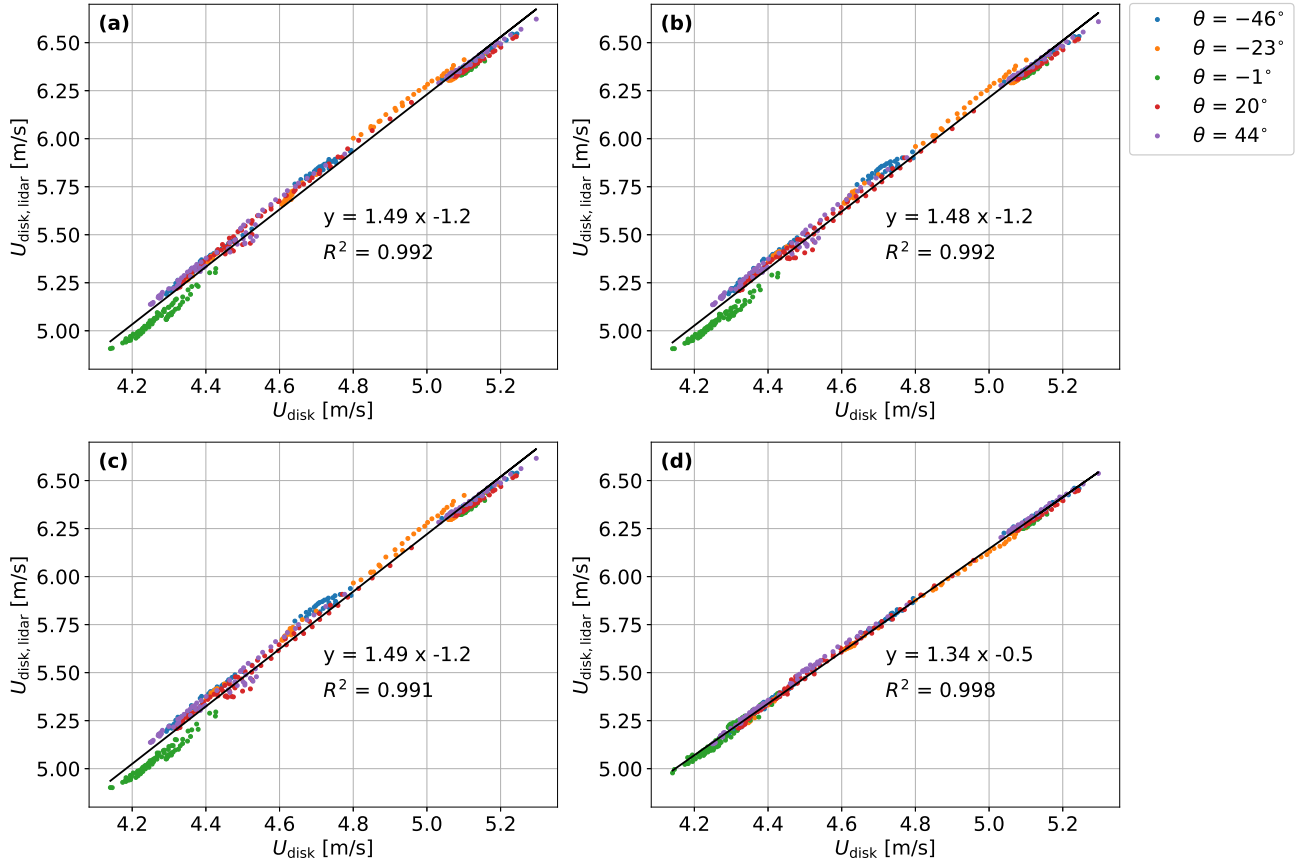 (a)
6.50
6.25
6.00
5.75
5.50
5.25
5.00
U_disk, lidar [m/s]
y = 1.49 x -1.2
R² = 0.992
4.2 4.4 4.6 4.8 5.0 5.2
U_disk [m/s]
(b)
6.50
6.25
6.00
5.75
5.50
5.25
5.00
U_disk, lidar [m/s]
y = 1.48 x -1.2
R² = 0.992
4.2 4.4 4.6 4.8 5.0 5.2
U_disk [m/s]
θ = −46°
θ = −23°
θ = −1°
θ = 20°
θ = 44°
(c)
6.50
6.25
6.00
5.75
5.50
5.25
5.00
U_disk, lidar [m/s]
y = 1.49 x -1.2
R² = 0.991
4.2 4.4 4.6 4.8 5.0 5.2
U_disk [m/s]
(d)
6.50
6.25
6.00
5.75
5.50
5.25
5.00
U_disk, lidar [m/s]
y = 1.34 x -0.5
R² = 0.998
4.2 4.4 4.6 4.8 5.0 5.2
U_disk [m/s]